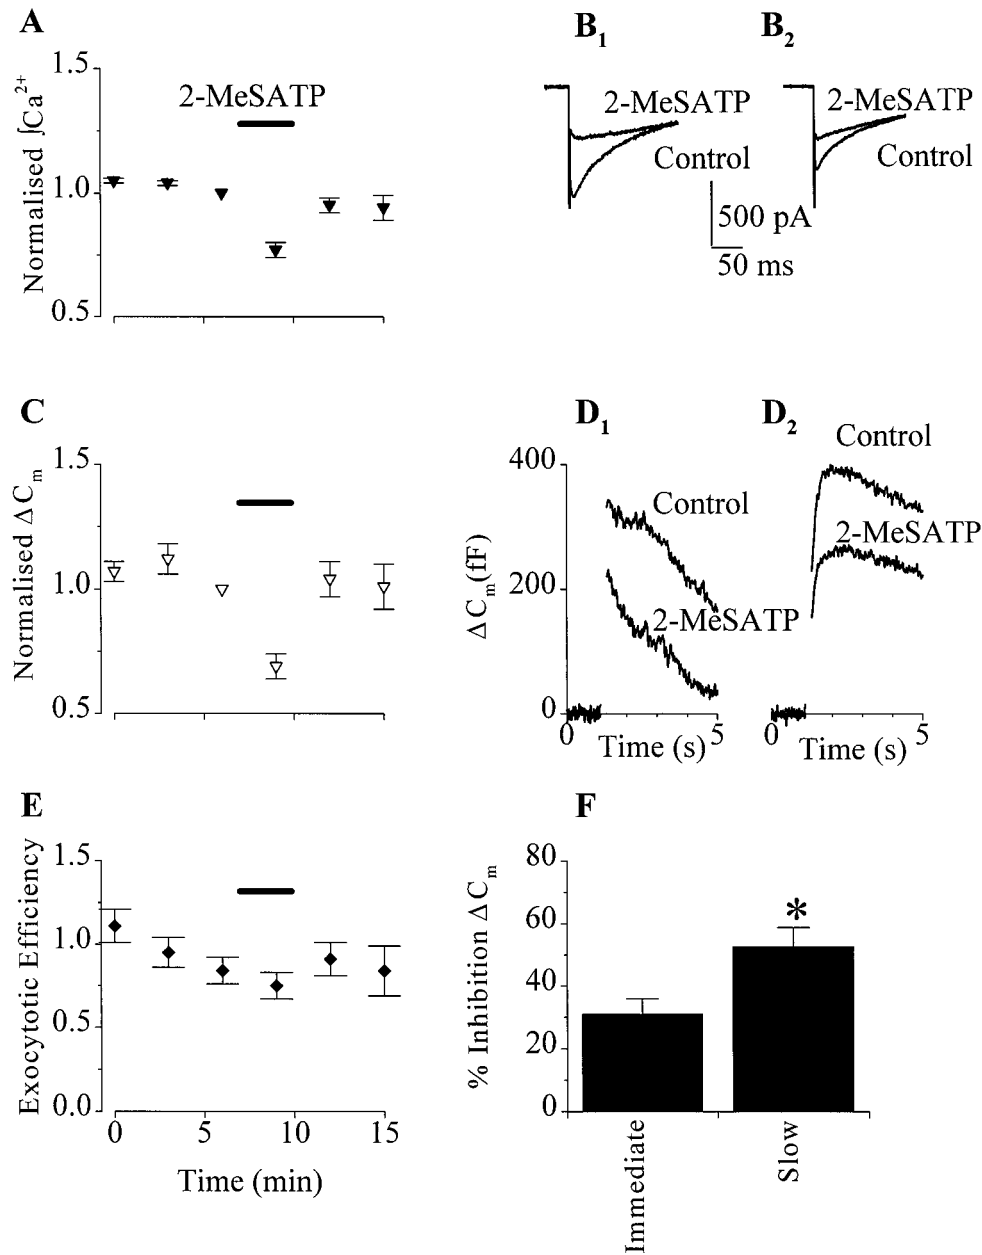 A
B1
B2
1.5
1.0
0.5
Normalised ∫Ca2+
2-MeSATP
2-MeSATP
Control
2-MeSATP
Control
500 pA
50 ms
C
D1
D2
1.5
1.0
0.5
Normalised ΔCm
400
200
0
ΔCm(fF)
Control
2-MeSATP
Control
2-MeSATP
0
5
Time (s)
0
5
Time (s)
E
F
1.5
1.0
0.5
0.0
Exocytotic Efficiency
0
5
10
15
Time (min)
80
60
40
20
0
% Inhibition ΔCm
*
Immediate
Slow